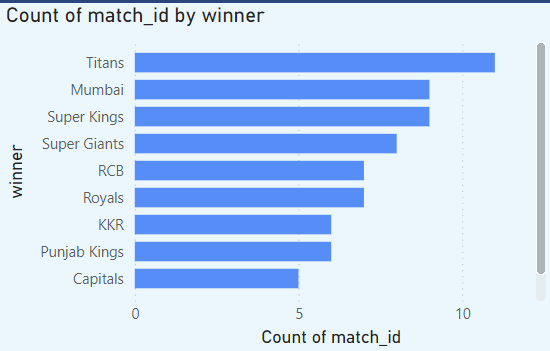 Count of match_id by winner
winner
Titans
Mumbai
Super Kings
Super Giants
RCB
Royals
KKR
Punjab Kings
Capitals
0 5 10
Count of match_id